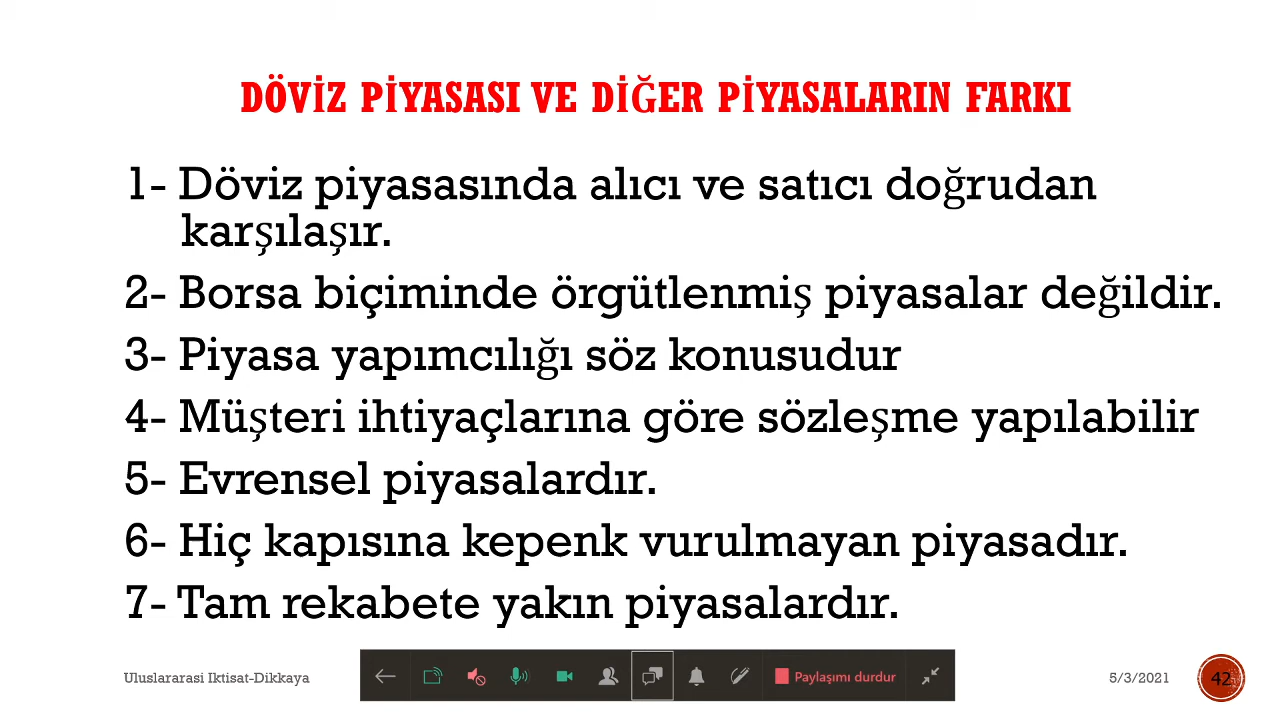 DÖVİZ PİYASASI VE DİĞER PİYASALARIN FARKI
1- Döviz piyasasında alıcı ve satıcı doğrudan
karşılaşır.
2- Borsa biçiminde örgütlenmiş piyasalar değildir.
3- Piyasa yapımcılığı söz konusudur
4- Müşteri ihtiyaçlarına göre sözleşme yapılabilir
5- Evrensel piyasalardır.
6- Hiç kapısına kepenk vurulmayan piyasadır.
7- Tam rekabete yakın piyasalardır.
Uluslararasi Iktisat-Dikkaya
Paylaşımı durdur
5/3/2021
42